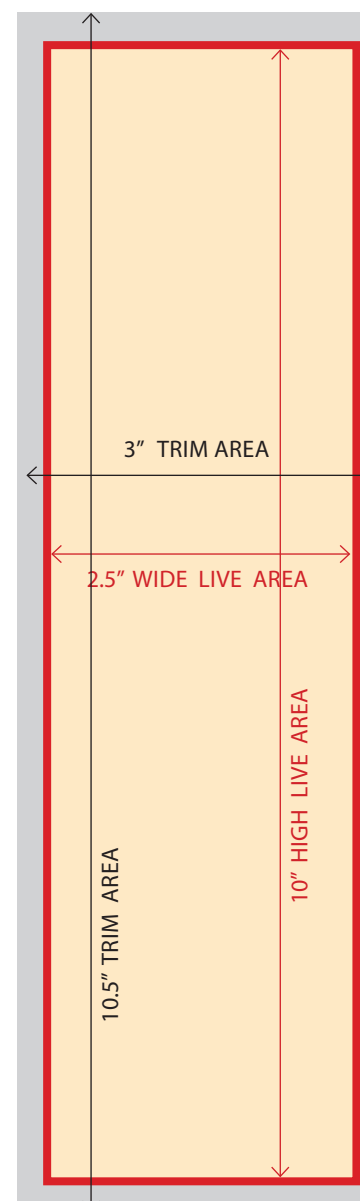 3” TRIM AREA
2.5” WIDE LIVE AREA
10” HIGH LIVE AREA
10.5” TRIM AREA